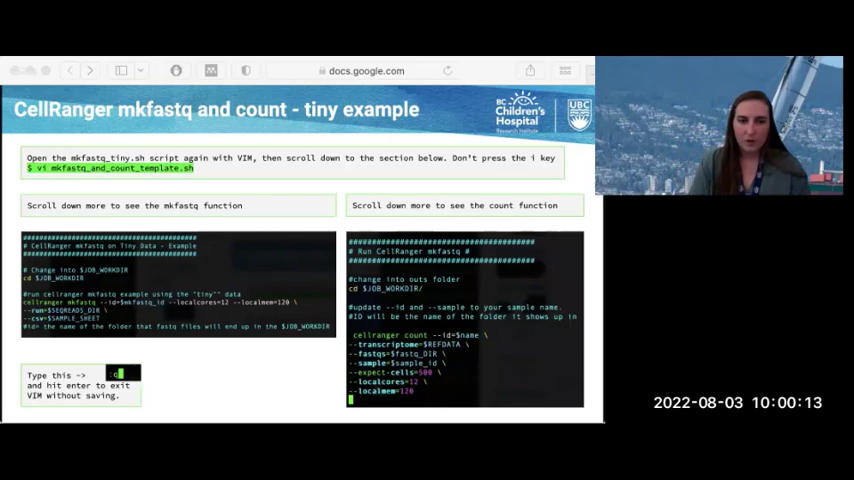 docs.google.com
CellRanger mkfastq and count - tiny example
BC
Children's
Hospital
Research Institute
UBC
Open the mkfastq_tiny.sh script again with VIM, then scroll down to the section below. Don't press the i key
$ vi mkfastq_and_count_template.sh
Scroll down more to see the mkfastq function
Scroll down more to see the count function
##########################################
# CellRanger mkfastq on Tiny Data - Example
##########################################
# Change into $JOB_WORKDIR
cd $JOB_WORKDIR
#run cellranger mkfastq example using the "tiny" data
cellranger mkfastq --id=$mkfastq_id --localcores=12 --localmem=120 \
--run=$SEQREADS_DIR \
--csv=$SAMPLE_SHEET
#id= the name of the folder that fastq files will end up in the $JOB_WORKDIR
########################################
# Run CellRanger mkfastq #
########################################
#change into outs folder
cd $JOB_WORKDIR/
#update --id and --sample to your sample name.
#ID will be the name of the folder it shows up in
cellranger count --id=$name \
--transcriptome=$REFDATA \
--fastqs=$fastq_DIR \
--sample=$sample_id \
--expect-cells=500 \
--localcores=12 \
--localmem=120
Type this ->
:q
and hit enter to exit
VIM without saving.
2022-08-03 10:00:13